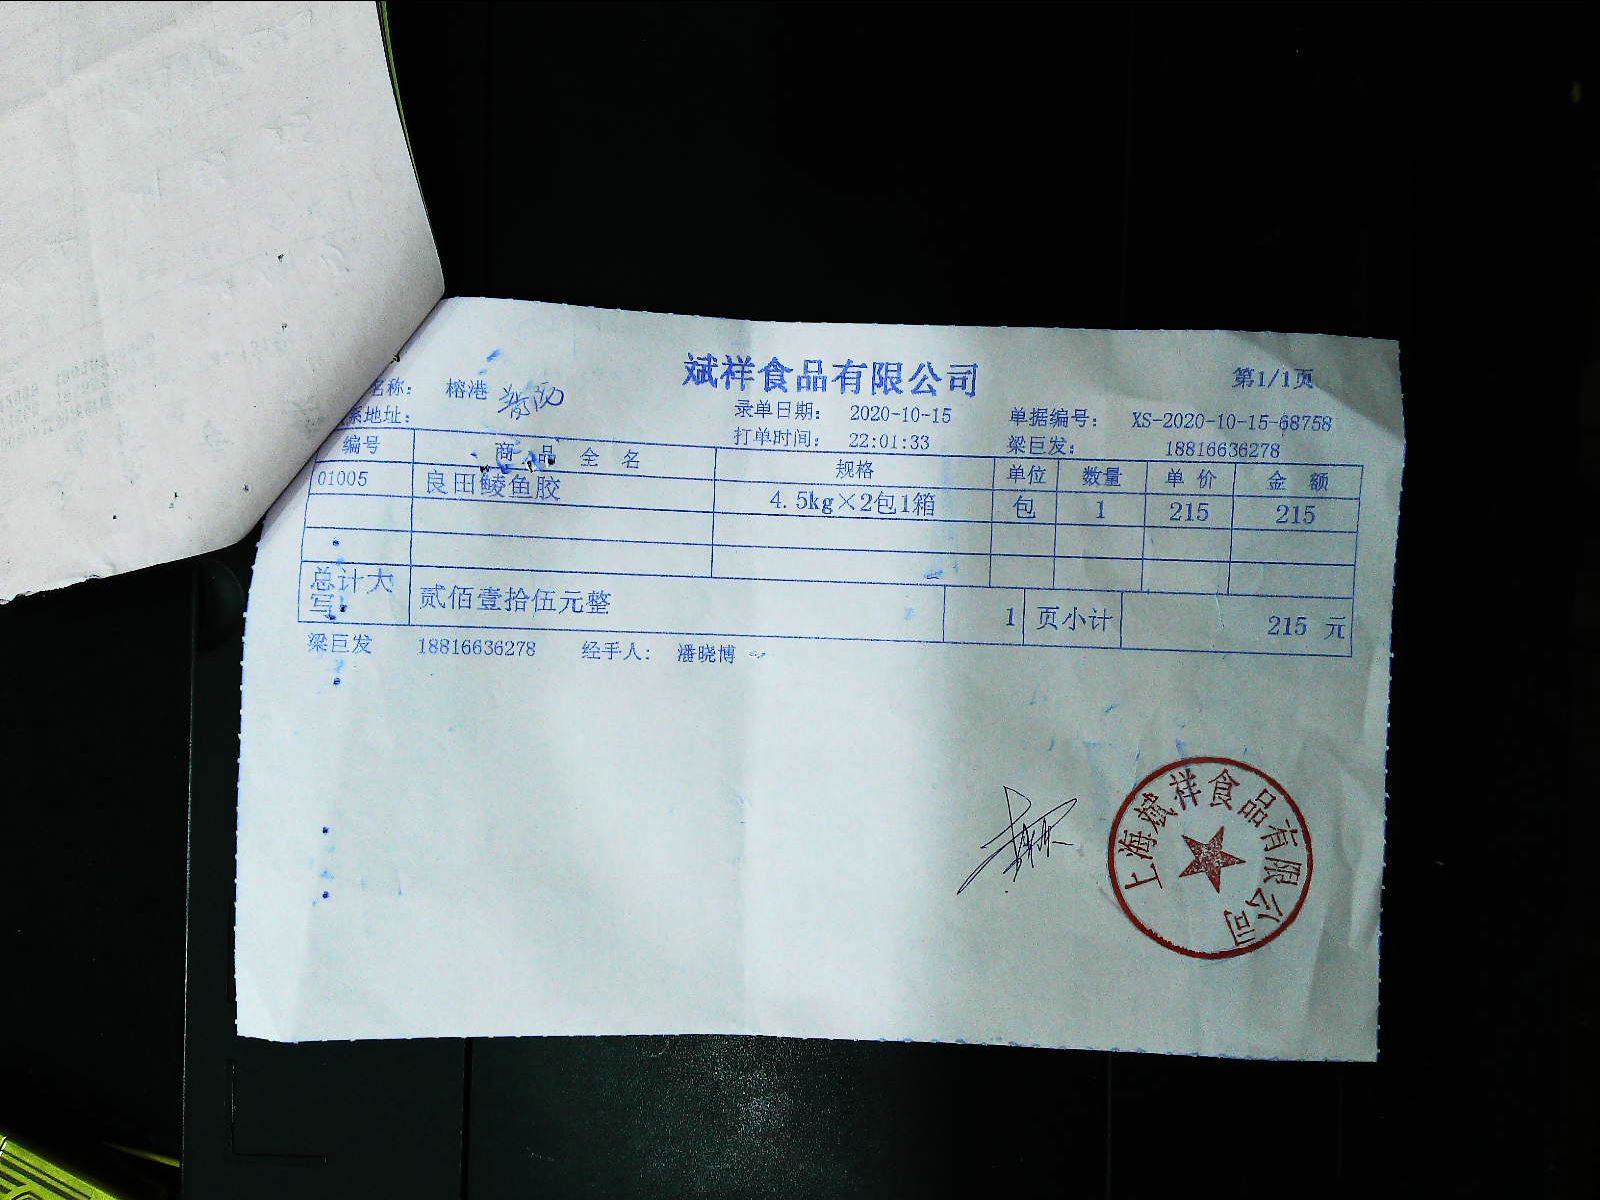 斌祥食品有限公司
第1/1页
名称： 榕港
录单日期： 2020-10-15
单据编号： XS-2020-10-15-68758
系地址：
打单时间： 22:01:33
梁巨发： 18816636278
编号 商品全名 规格 单位 数量 单价 金额
01005 良田鲮鱼胶 4.5kg×2包1箱 包 1 215 215
总计大写 贰佰壹拾伍元整 1 页小计 215 元
梁巨发 18816636278 经手人： 潘晓博
上海斌祥食品有限公司